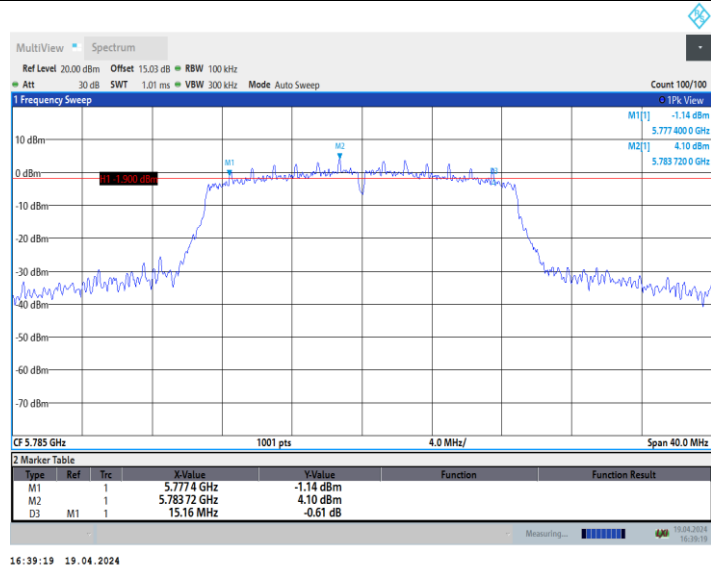 MultiView Spectrum
Ref Level 20.00 dBm Offset 15.03 dB RBW 100 kHz
Att 30 dB SWT 1.01 ms VBW 300 kHz Mode Auto Sweep Count 100/100
1 Frequency Sweep 1Pk View
M1[1] -1.14 dBm
5.777 400 0 GHz
M2[1] 4.10 dBm
5.783 720 0 GHz
10 dBm
M2
M1
0 dBm
H1 -1.900 dBm
-10 dBm
-20 dBm
-30 dBm
-40 dBm
-50 dBm
-60 dBm
-70 dBm
CF 5.785 GHz 1001 pts 4.0 MHz/ Span 40.0 MHz
2 Marker Table
Type Ref Trc X-Value Y-Value Function Function Result
M1 1 5.777 4 GHz -1.14 dBm
M2 1 5.783 72 GHz 4.10 dBm
D3 M1 1 15.16 MHz -0.61 dB
Measuring... 19.04.2024
16:39:19
16:39:19 19.04.2024